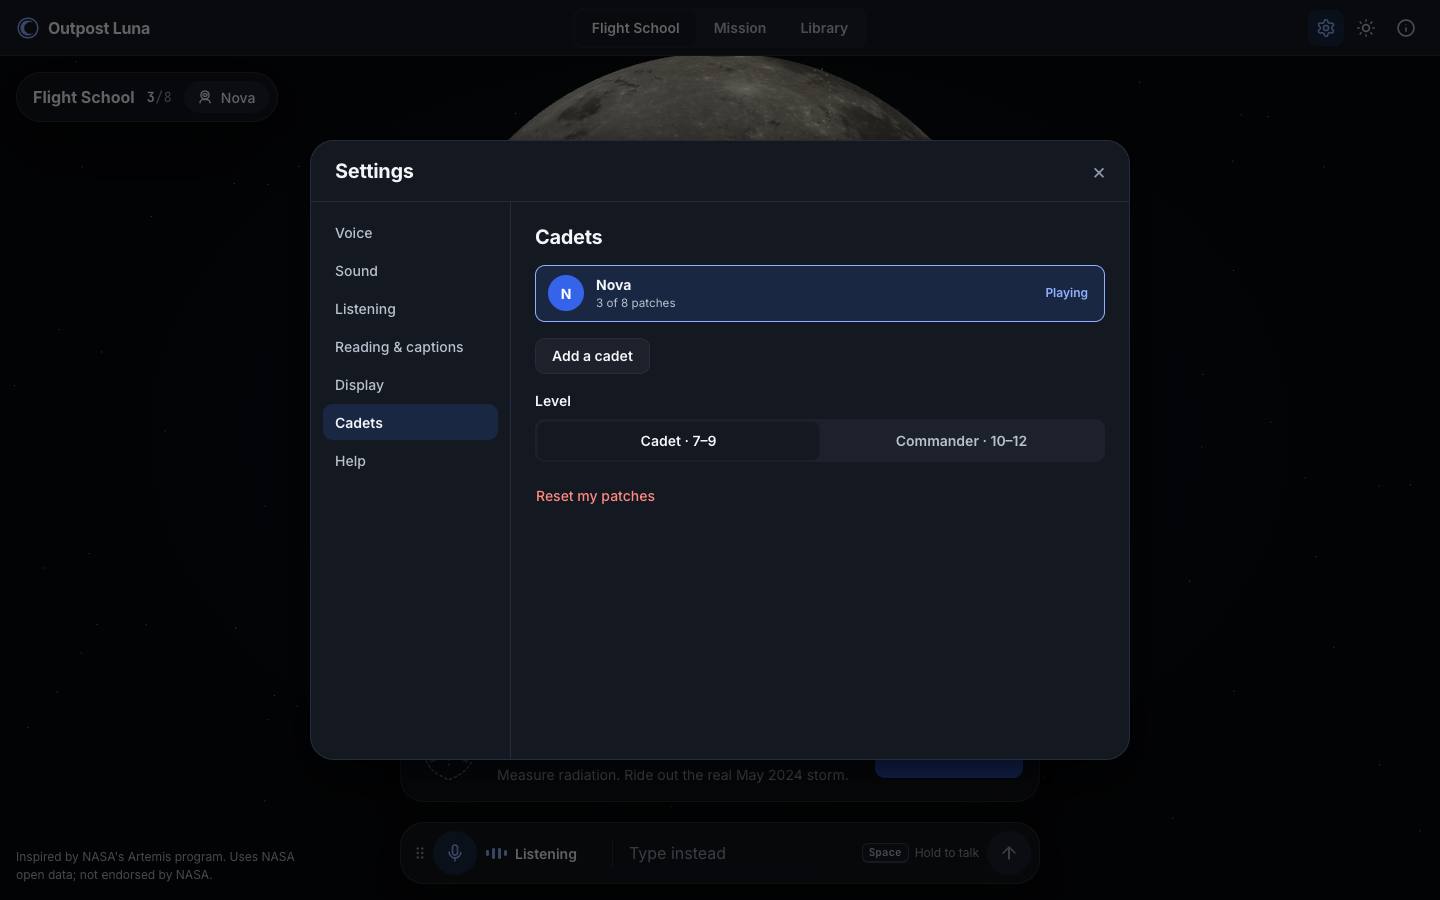 Outpost Luna
Flight School
Mission
Library
Flight School 3/8 Nova
Settings
Voice
Sound
Listening
Reading & captions
Display
Cadets
Help
Cadets
N
Nova
3 of 8 patches
Playing
Add a cadet
Level
Cadet · 7–9
Commander · 10–12
Reset my patches
Measure radiation. Ride out the real May 2024 storm.
Listening
Type instead
Space Hold to talk
Inspired by NASA's Artemis program. Uses NASA
open data; not endorsed by NASA.